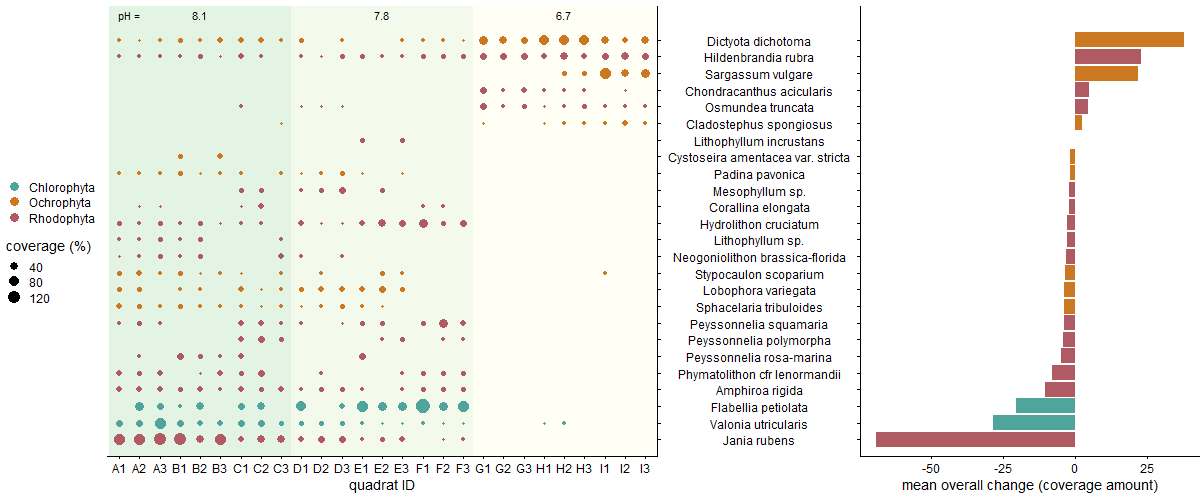 pH = 8.1 7.8 6.7
Chlorophyta
Ochrophyta
Rhodophyta
coverage (%)
40
80
120
Dictyota dichotoma
Hildenbrandia rubra
Sargassum vulgare
Chondracanthus acicularis
Osmundea truncata
Cladostephus spongiosus
Lithophyllum incrustans
Cystoseira amentacea var. stricta
Padina pavonica
Mesophyllum sp.
Corallina elongata
Hydrolithon cruciatum
Lithophyllum sp.
Neogoniolithon brassica-florida
Stypocaulon scoparium
Lobophora variegata
Sphacelaria tribuloides
Peyssonnelia squamaria
Peyssonnelia polymorpha
Peyssonnelia rosa-marina
Phymatolithon cfr lenormandii
Amphiroa rigida
Flabellia petiolata
Valonia utricularis
Jania rubens
A1 A2 A3 B1 B2 B3 C1 C2 C3 D1 D2 D3 E1 E2 E3 F1 F2 F3 G1 G2 G3 H1 H2 H3 I1 I2 I3
quadrat ID
-50 -25 0 25
mean overall change (coverage amount)